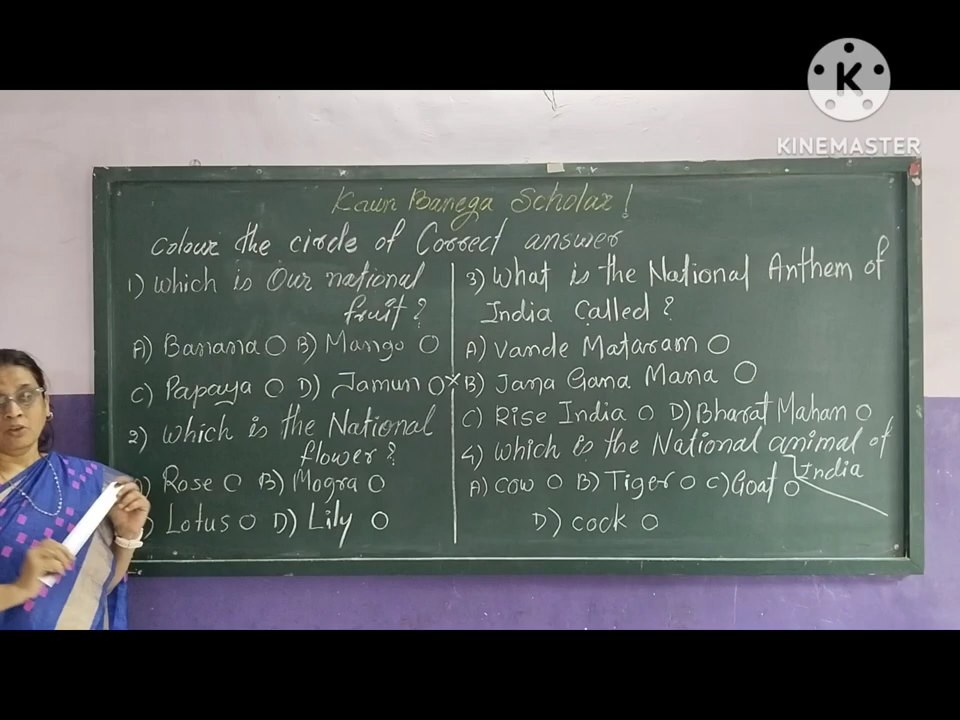 KINEMASTER
Kaun Banega Scholar!
Colour the circle of Correct answer
1) Which is Our national
fruit?
A) Banana B) Mango
C) Papaya D) Jamun
2) Which is the National
flower?
Rose B) Mogra
Lotus D) Lily
3) What is the National Anthem of
India Called?
A) Vande Mataram
B) Jana Gana Mana
C) Rise India D) Bharat Mahan
4) Which is the National animal of
India
A) Cow B) Tiger C) Goat
D) Cock